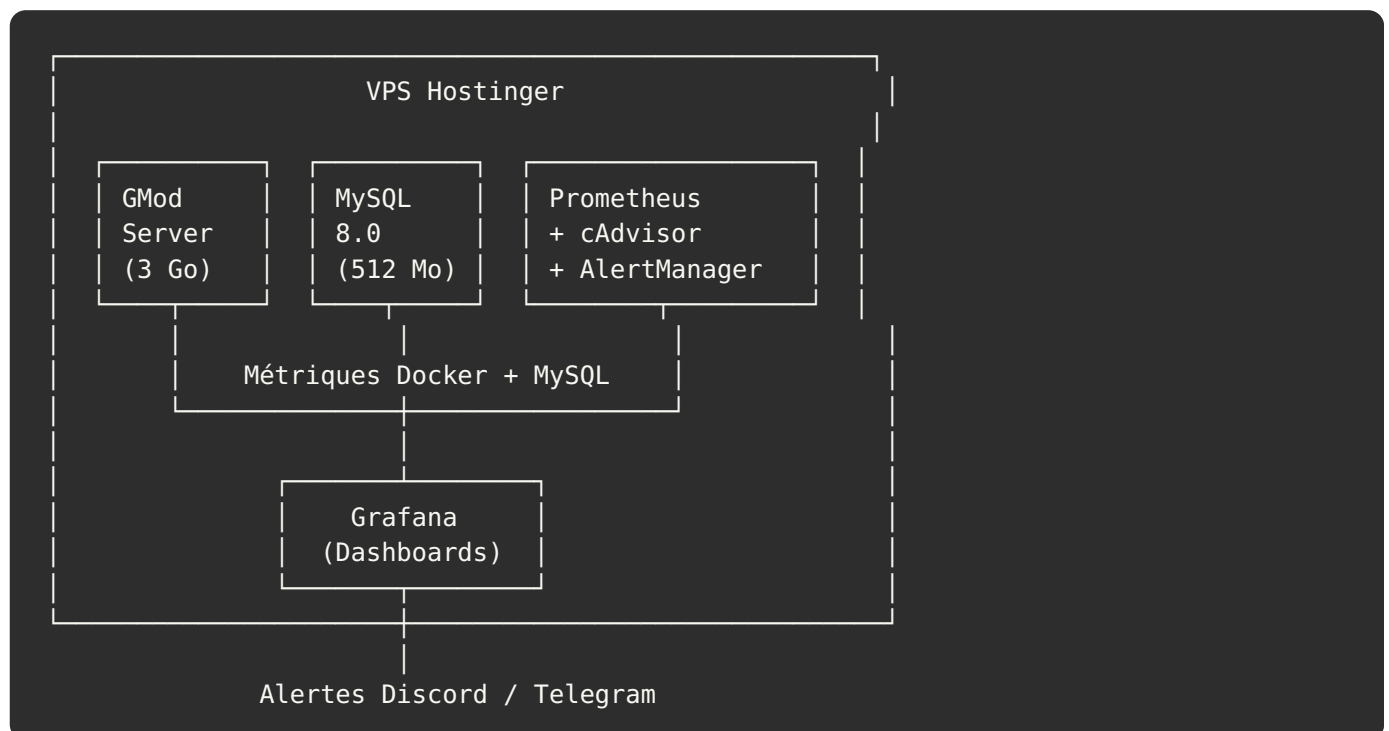 VPS Hostinger
GMod MySQL Prometheus
Server 8.0 + cAdvisor
(3 Go) (512 Mo) + AlertManager
Métriques Docker + MySQL
Grafana
(Dashboards)
Alertes Discord / Telegram